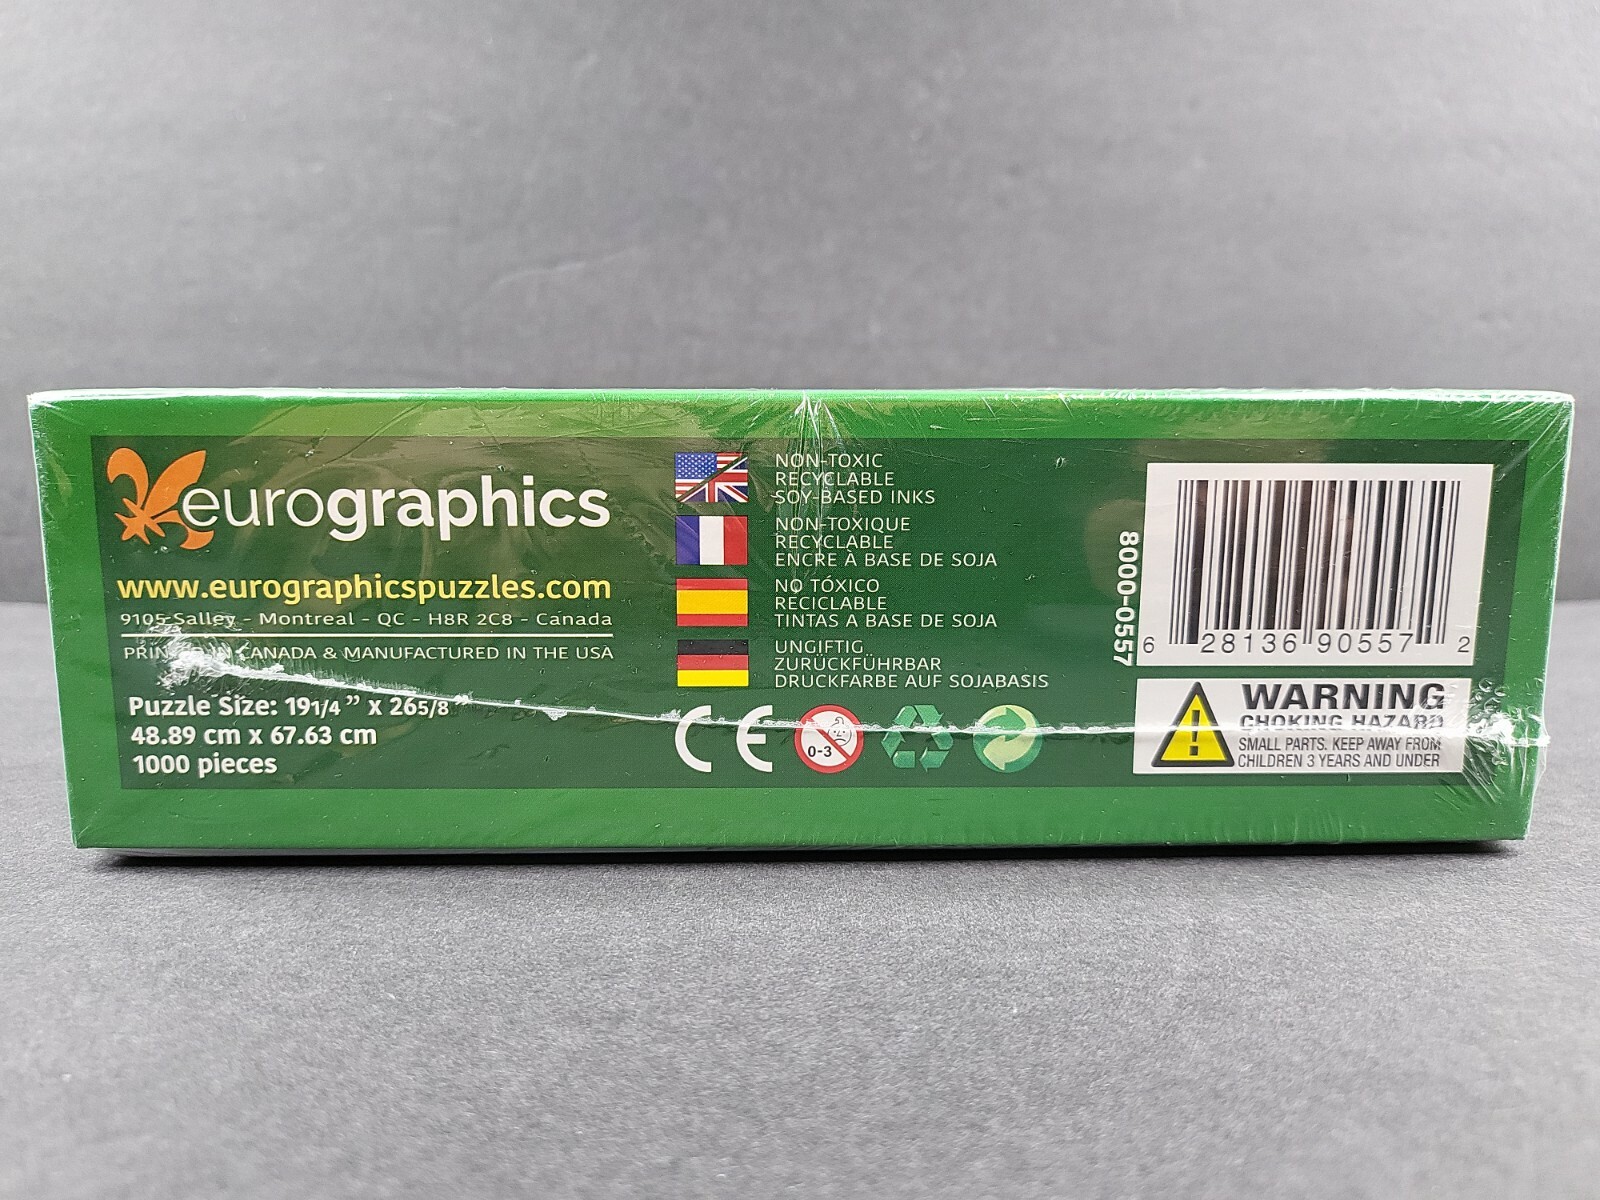 eurographics
www.eurographicspuzzles.com
9105 Salley - Montreal - QC - H8R 2C8 - Canada
PRINTED IN CANADA & MANUFACTURED IN THE USA
Puzzle Size: 19 1/4 " x 26 5/8 "
48.89 cm x 67.63 cm
1000 pieces
NON-TOXIC
RECYCLABLE
SOY-BASED INKS
NON-TOXIQUE
RECYCLABLE
ENCRE À BASE DE SOJA
NO TÓXICO
RECICLABLE
TINTAS A BASE DE SOJA
UNGIFTIG
ZURÜCKFÜHRBAR
DRUCKFARBE AUF SOJABASIS
CE
0-3
80000-0557
6 28136 90557 2
WARNING
CHOKING HAZARD
SMALL PARTS. KEEP AWAY FROM
CHILDREN 3 YEARS AND UNDER